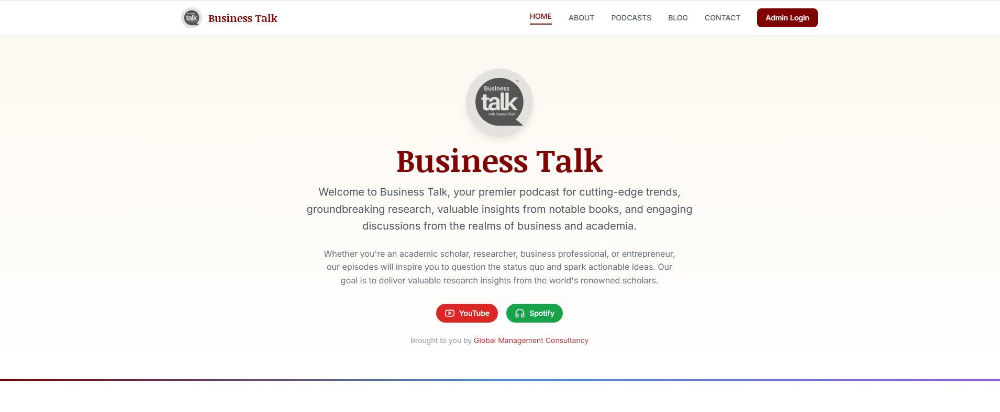 Business talk
Business Talk
HOME
ABOUT
PODCASTS
BLOG
CONTACT
Admin Login
Business
TM
talk
with Deepak Bhatt
Business Talk
Welcome to Business Talk, your premier podcast for cutting-edge trends,
groundbreaking research, valuable insights from notable books, and engaging
discussions from the realms of business and academia.
Whether you're an academic scholar, researcher, business professional, or entrepreneur,
our episodes will inspire you to question the status quo and spark actionable ideas. Our
goal is to deliver valuable research insights from the world's renowned scholars.
YouTube
Spotify
Brought to you by Global Management Consultancy